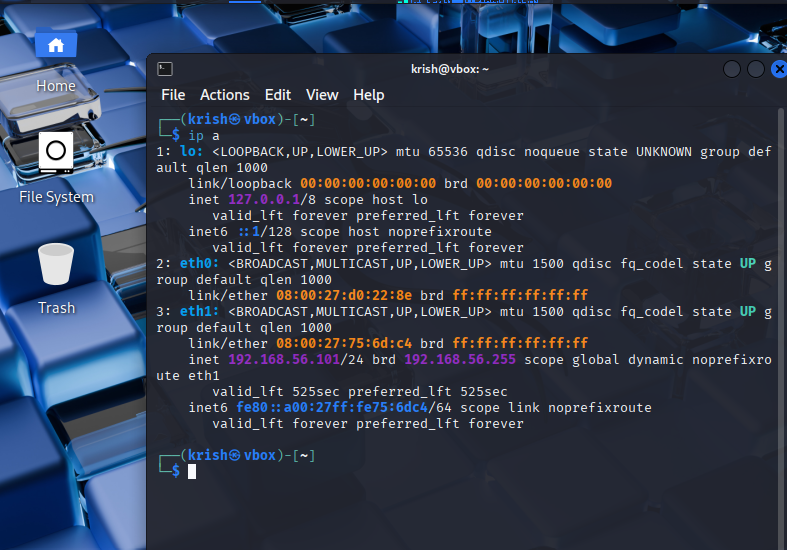 krish@vbox: ~
Home
File Actions Edit View Help
┌──(krish㉿vbox)-[~]
└─$ ip a
1: lo: <LOOPBACK,UP,LOWER_UP> mtu 65536 qdisc noqueue state UNKNOWN group def
ault qlen 1000
    link/loopback 00:00:00:00:00:00 brd 00:00:00:00:00:00
    inet 127.0.0.1/8 scope host lo
       valid_lft forever preferred_lft forever
    inet6 ::1/128 scope host noprefixroute
       valid_lft forever preferred_lft forever
2: eth0: <BROADCAST,MULTICAST,UP,LOWER_UP> mtu 1500 qdisc fq_codel state UP g
roup default qlen 1000
    link/ether 08:00:27:d0:22:8e brd ff:ff:ff:ff:ff:ff
3: eth1: <BROADCAST,MULTICAST,UP,LOWER_UP> mtu 1500 qdisc fq_codel state UP g
roup default qlen 1000
    link/ether 08:00:27:75:6d:c4 brd ff:ff:ff:ff:ff:ff
    inet 192.168.56.101/24 brd 192.168.56.255 scope global dynamic noprefixro
ute eth1
       valid_lft 525sec preferred_lft 525sec
    inet6 fe80::a00:27ff:fe75:6dc4/64 scope link noprefixroute
       valid_lft forever preferred_lft forever
┌──(krish㉿vbox)-[~]
└─$
File System
Trash